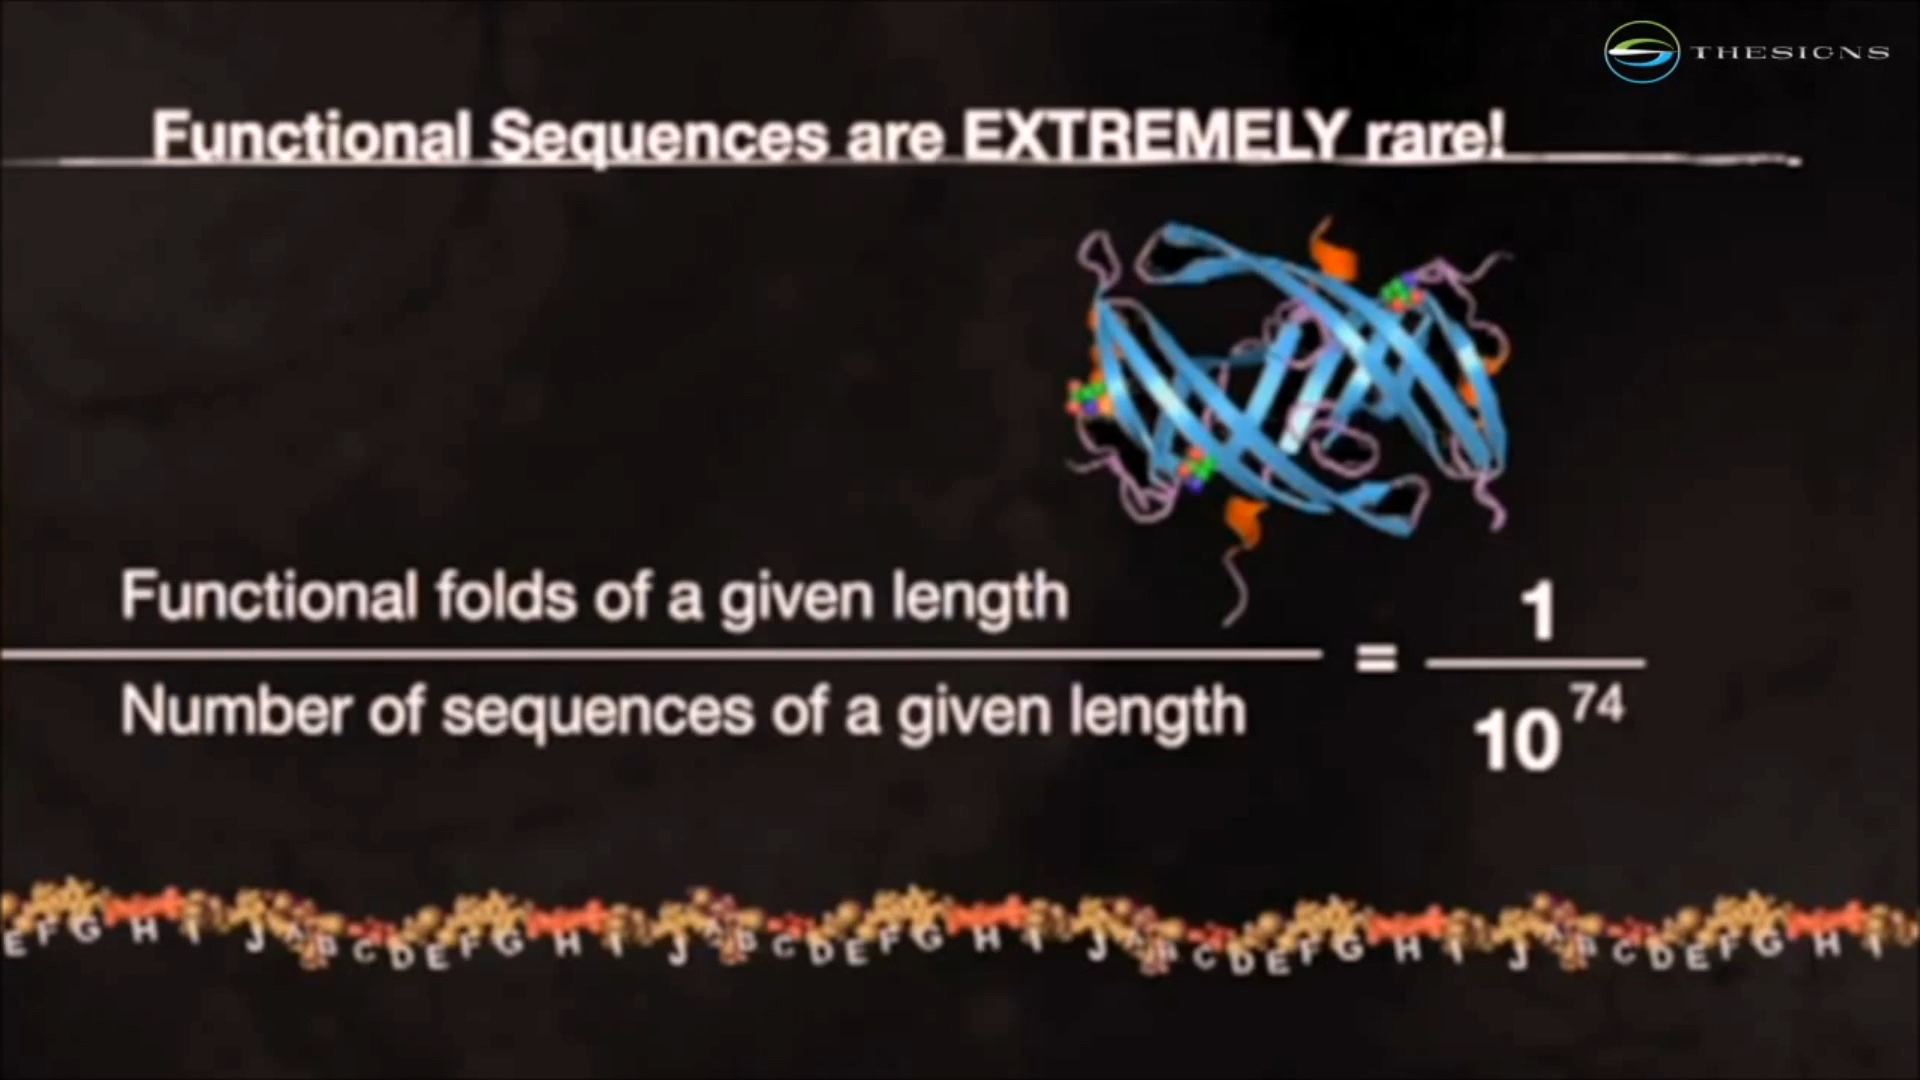 THESIGNS
Functional Sequences are EXTREMELY rare!
Functional folds of a given length
Number of sequences of a given length
=
1
10^74
E F G H I J A B C D E F G H I J A B C D E F G H I J A B C D E F G H I J A B C D E F G H I